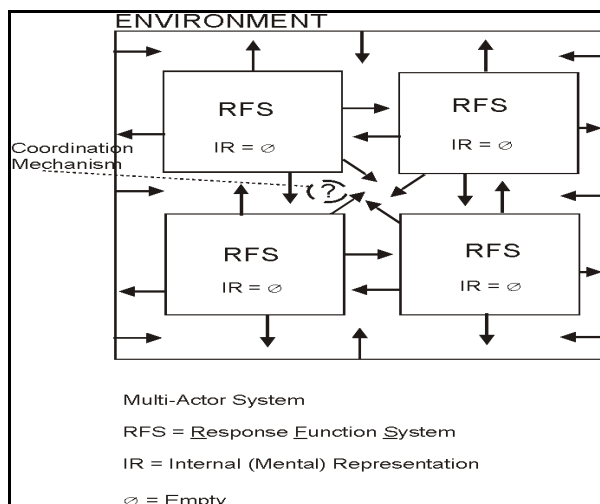 ENVIRONMENT
RFS
IR = ∅
RFS
IR = ∅
Coordination
Mechanism
?
RFS
IR = ∅
RFS
IR = ∅
Multi-Actor System
RFS = Response Function System
IR = Internal (Mental) Representation
∅ = Empty